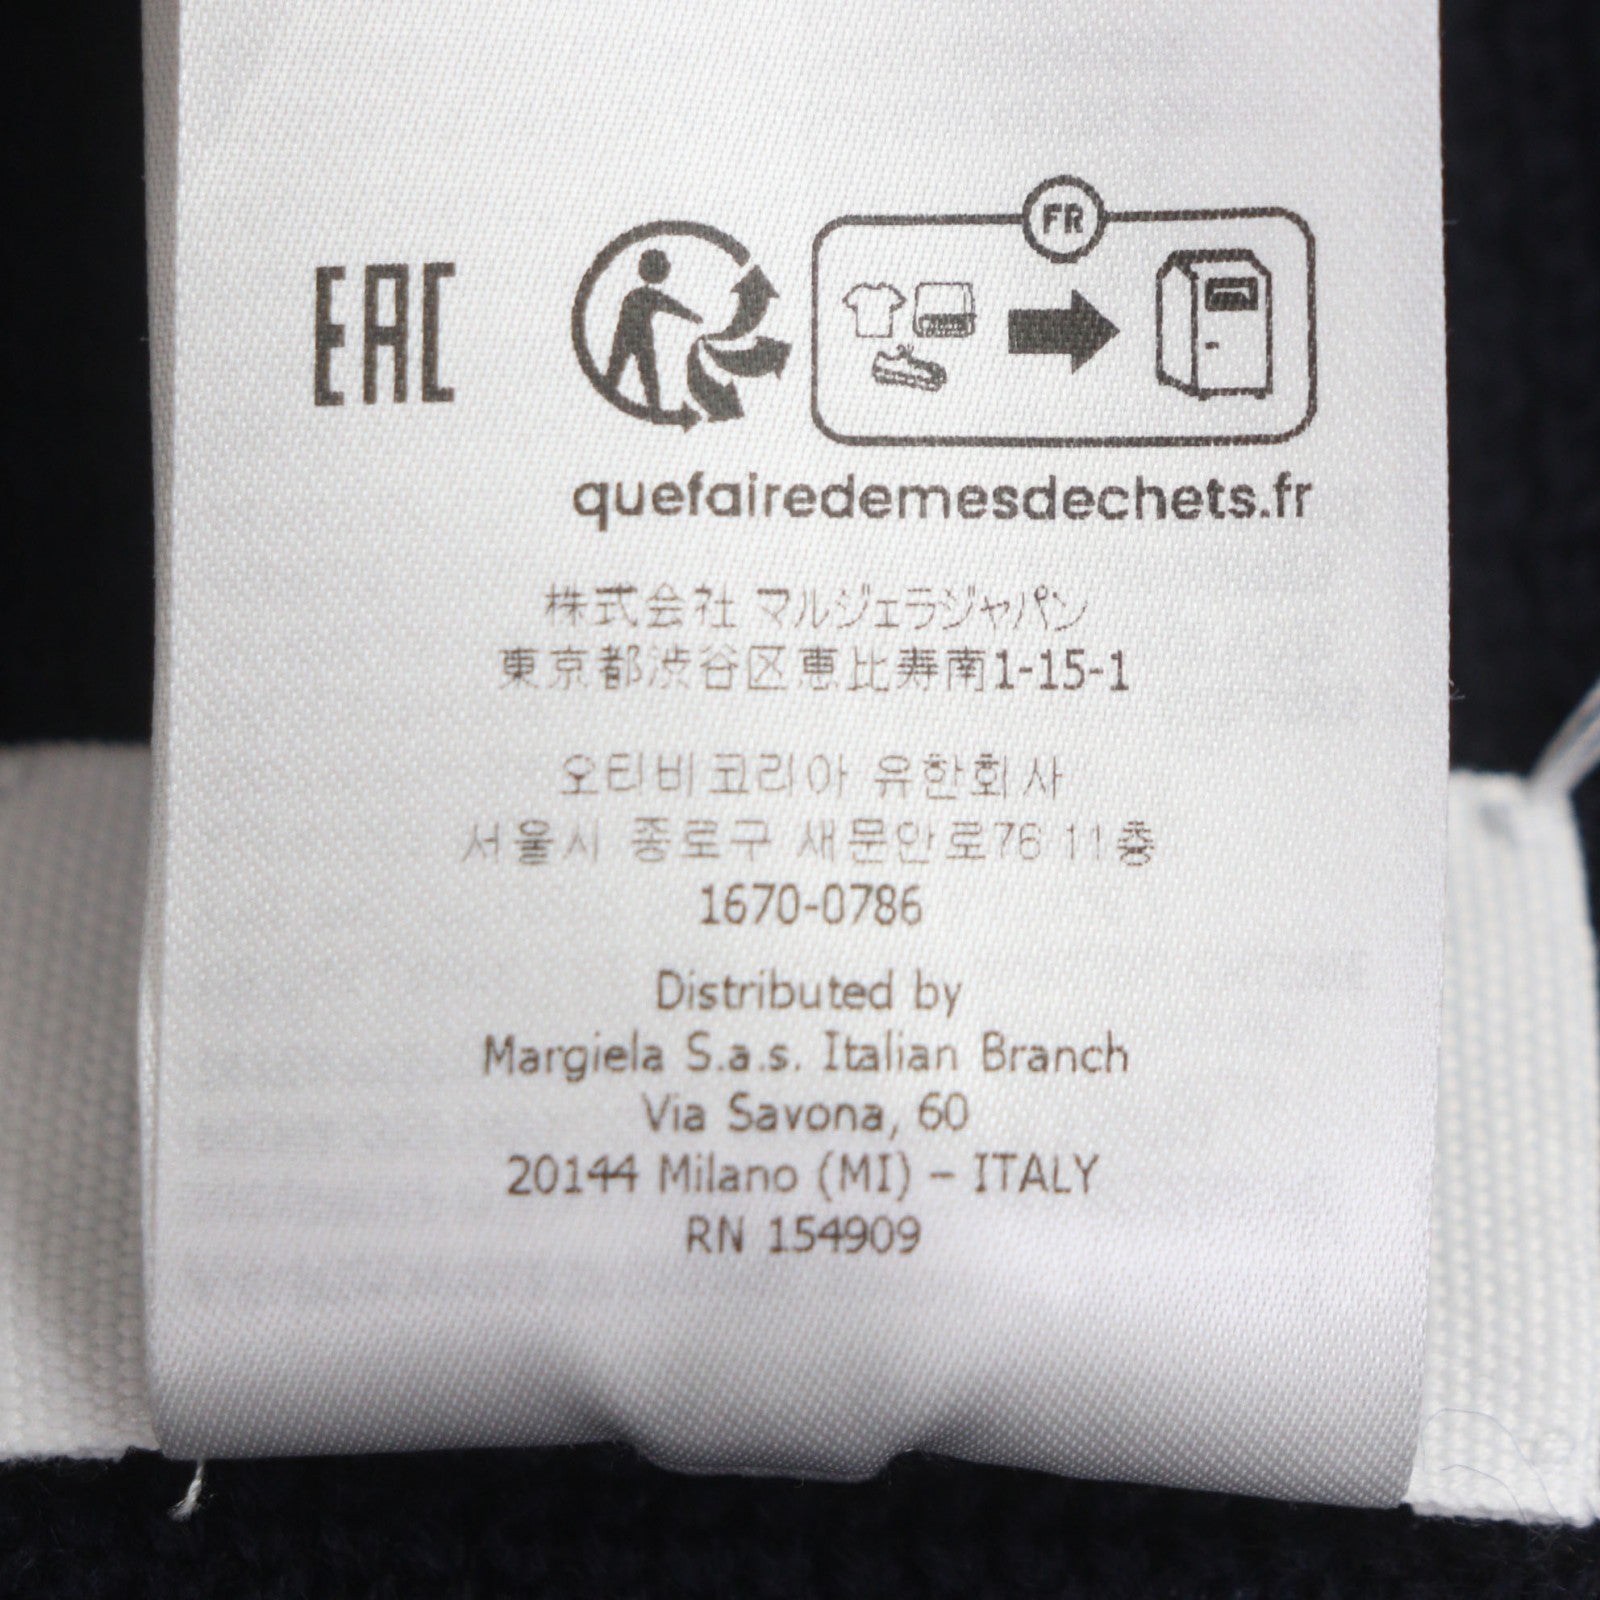 EAC
FR
quefairedemesdechets.fr
株式会社 マルジェラジャパン
東京都渋谷区恵比寿南1-15-1
오티비코리아 유한회사
서울시 종로구 새문안로76 11층
1670-0786
Distributed by
Margiela S.a.s. Italian Branch
Via Savona, 60
20144 Milano (MI) – ITALY
RN 154909